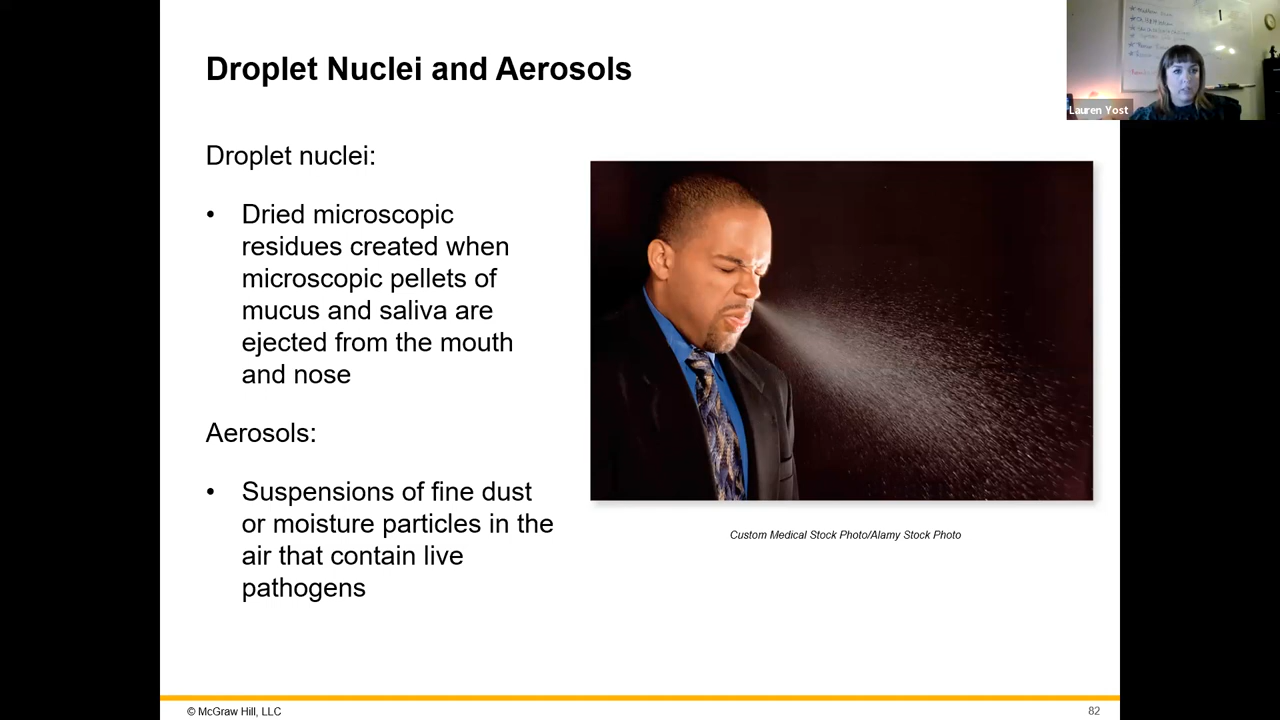 Droplet Nuclei and Aerosols
Lauren Yost
Droplet nuclei:
• Dried microscopic
residues created when
microscopic pellets of
mucus and saliva are
ejected from the mouth
and nose
Aerosols:
• Suspensions of fine dust
or moisture particles in the
air that contain live
pathogens
Custom Medical Stock Photo/Alamy Stock Photo
© McGraw Hill, LLC
82